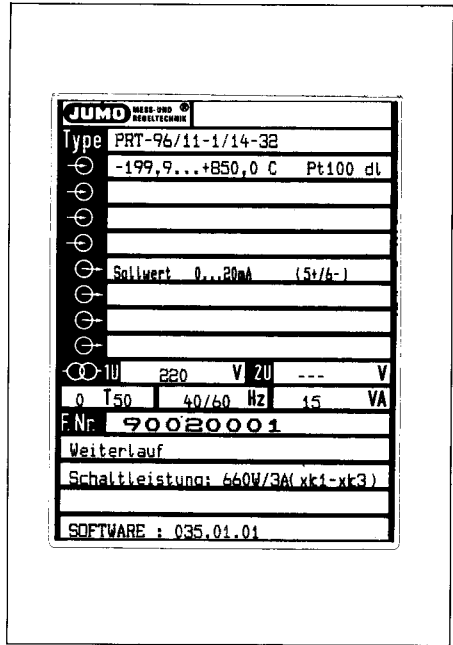 JUMO MESS- UND REGELTECHNIK ®
Type PRT-96/11-1/14-32
-199,9...+850,0 C Pt100 dl
Sollwert 0...20mA (5+/6-)
1U 220 V 2U --- V
0 T50 40/60 Hz 15 VA
F.Nr. 90020001
Weiterlauf
Schaltleistung: 660W/3A(xk1-xk3)
SOFTWARE : 035.01.01